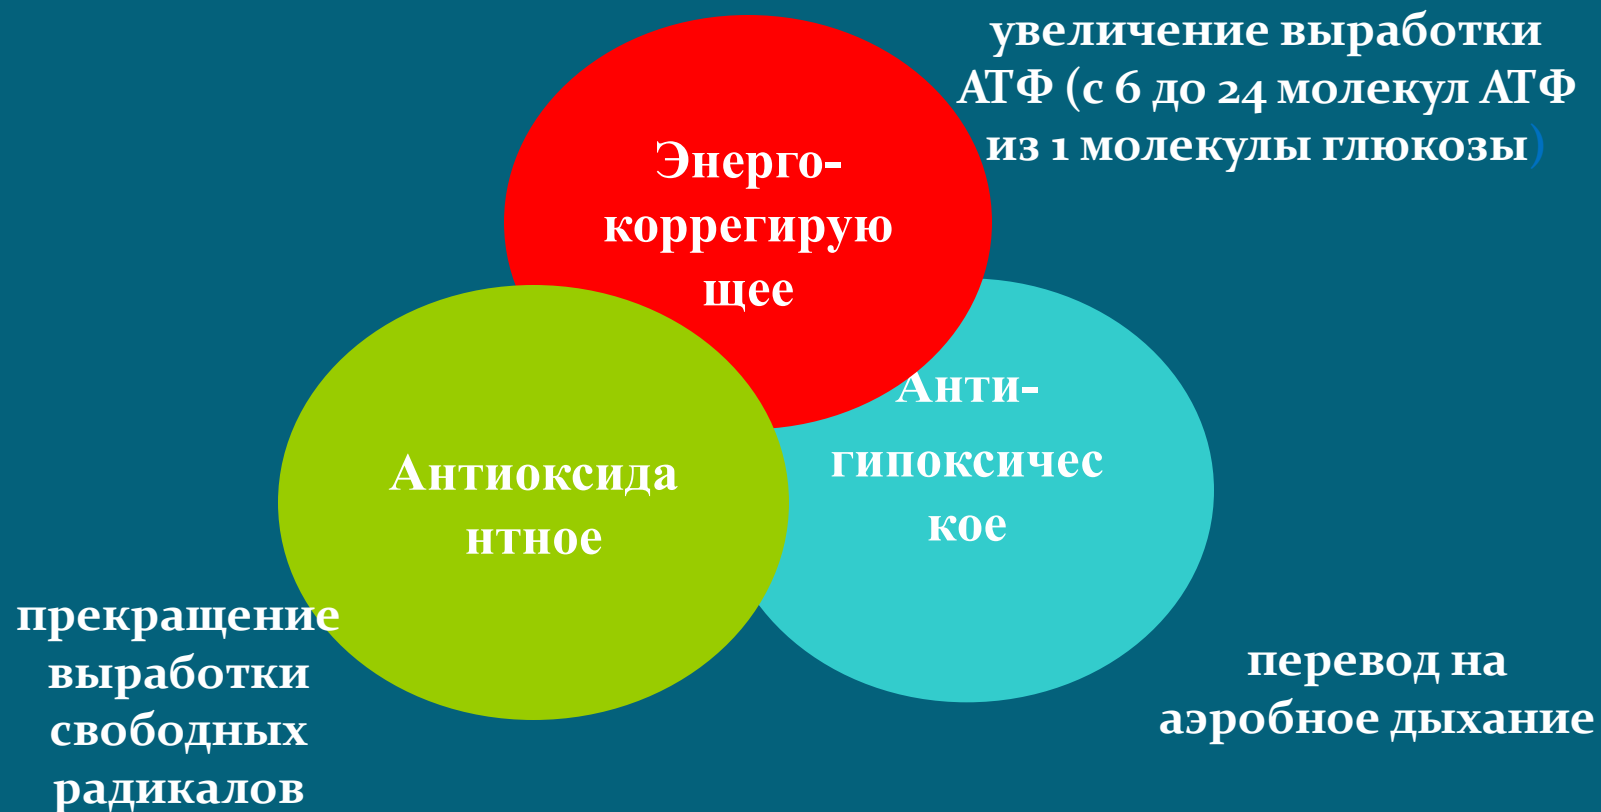 увеличение выработки
АТФ (с 6 до 24 молекул АТФ
из 1 молекулы глюкозы)
Энерго-
коррегирую
щее
Анти-
гипоксичес
кое
Антиоксида
нтное
прекращение
выработки
свободных
радикалов
перевод на
аэробное дыхание